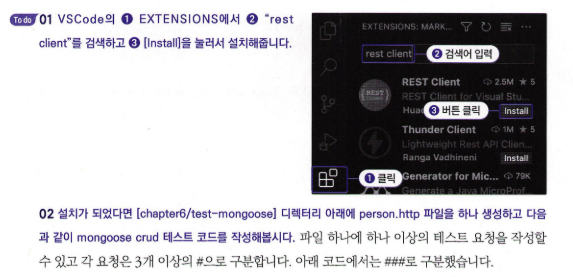 To do 01 VSCode의 ❶ EXTENSIONS에서 ❷ “rest
client”를 검색하고 ❸ [Install]을 눌러서 설치해줍니다.
EXTENSIONS: MARK...
rest client
❷ 검색어 입력
REST Client 2.5M ★ 5
REST Client for Visual Stu...
❸ 버튼 클릭 Install
Thunder Client 1M ★ 5
Lightweight Rest API Clien...
Ranga Vadhineni Install
❶ 클릭
Generator for Mic... 79K
Generate a Java MicroProf...
02 설치가 되었다면 [chapter6/test-mongoose] 디렉터리 아래에 person.http 파일을 하나 생성하고 다음
과 같이 mongoose crud 테스트 코드를 작성해봅시다. 파일 하나에 하나 이상의 테스트 요청을 작성할
수 있고 각 요청은 3개 이상의 #으로 구분합니다. 아래 코드에서는 ###로 구분했습니다.